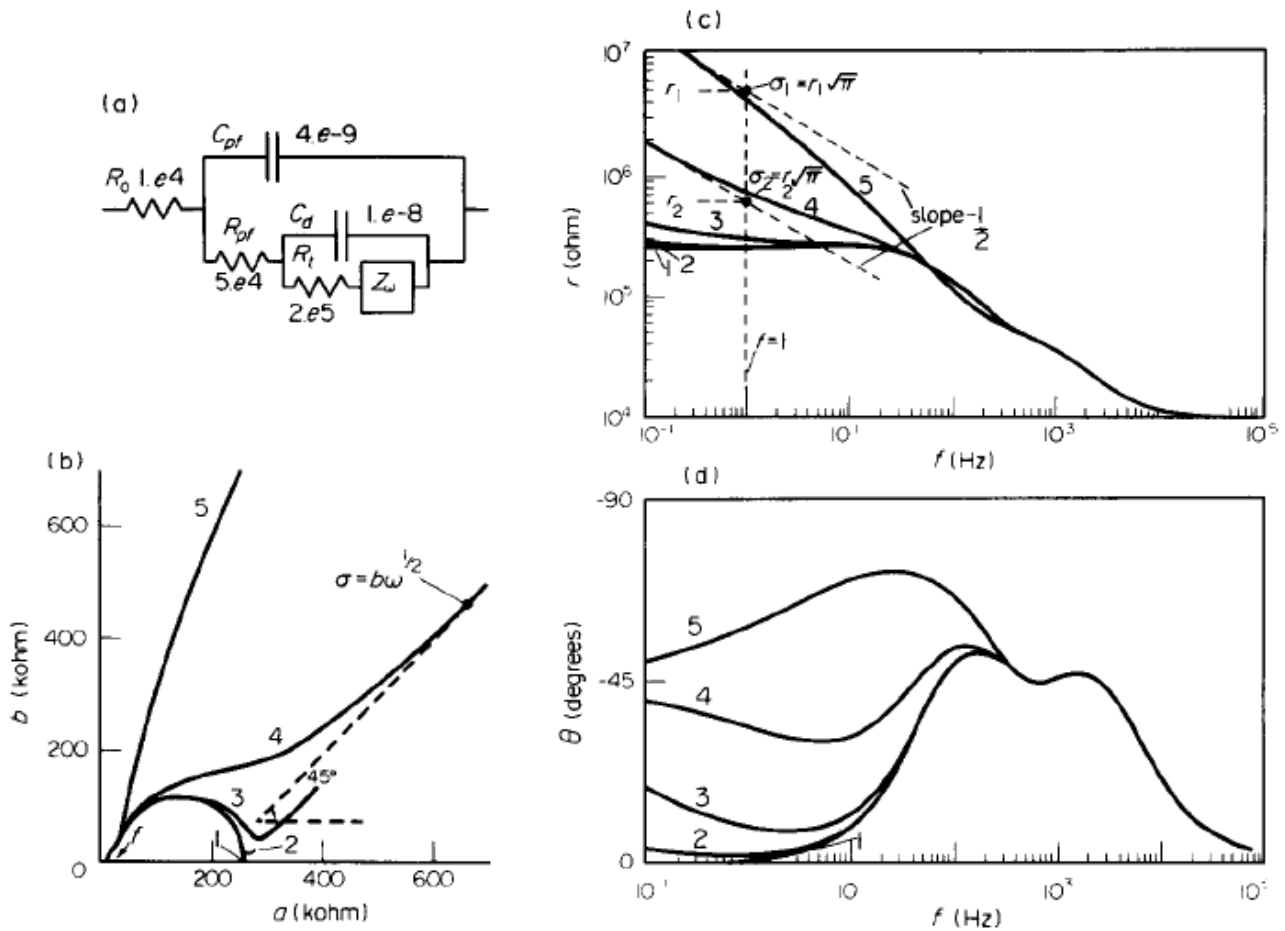 (a)
C_pf 4.e-9
R_o 1.e4
R_pf C_d 1.e-8
R_t
5.e4 Z_ω
2.e5
(b)
600
400
200
0
b (kohm)
5
σ = bω^1/2
4
45°
3
1 2
f
200 400 600
a (kohm)
(c)
10^7
10^6
10^5
10^4
r (ohm)
r_1
σ_1 = r_1 √π
r_2
σ_2 = r_2 √π
5
4
3
1 2
slope -1/2
f = 1
10^-1 10^1 10^3 10^5
f (Hz)
(d)
-90
-45
0
θ (degrees)
5
4
3
2
1
10^-1 10 10^3 10^5
f (Hz)